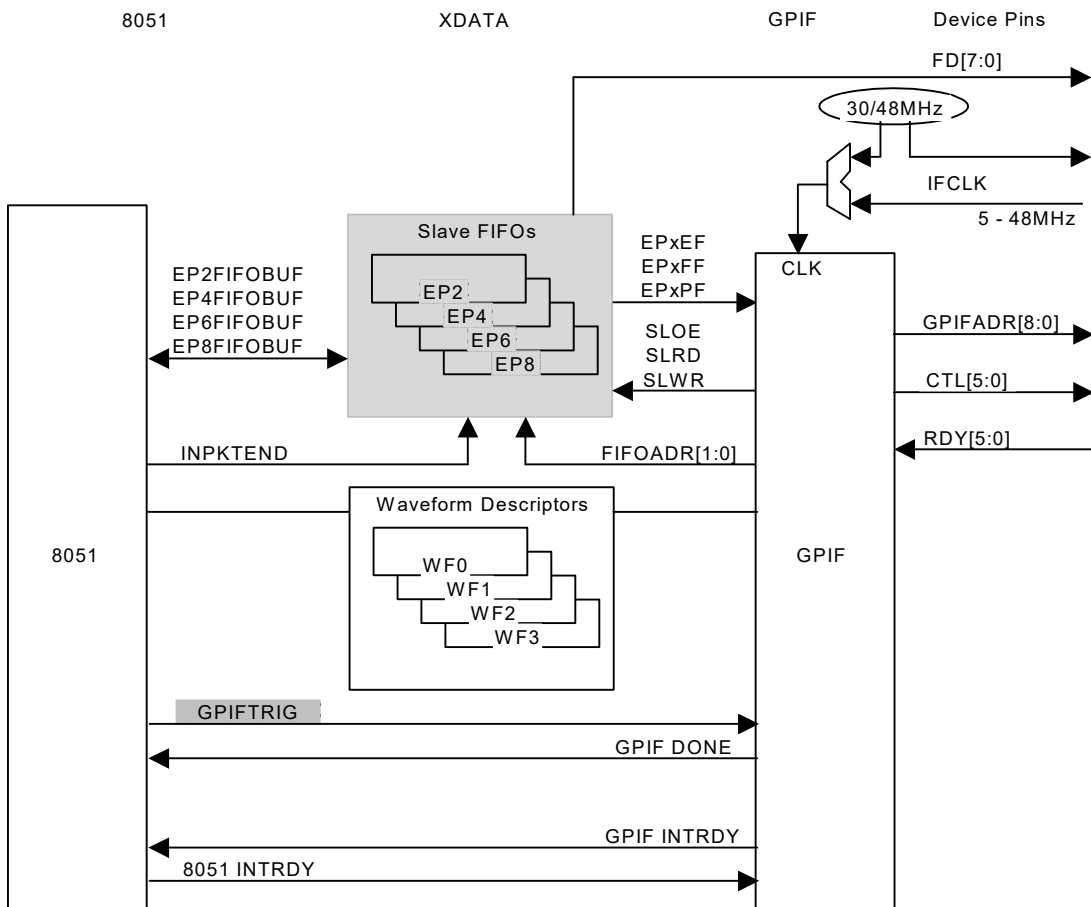 8051 XDATA GPIF Device Pins
FD[7:0]
30/48MHz
IFCLK
5 - 48MHz
Slave FIFOs
EP2
EP4
EP6
EP8
EP2FIFOBUF
EP4FIFOBUF
EP6FIFOBUF
EP8FIFOBUF
EPxEF
EPxFF
EPxPF
SLOE
SLRD
SLWR
CLK
GPIFADR[8:0]
CTL[5:0]
RDY[5:0]
INPKTEND
FIFOADR[1:0]
Waveform Descriptors
WF0
WF1
WF2
WF3
8051
GPIF
GPIFTRIG
GPIF DONE
GPIF INTRDY
8051 INTRDY